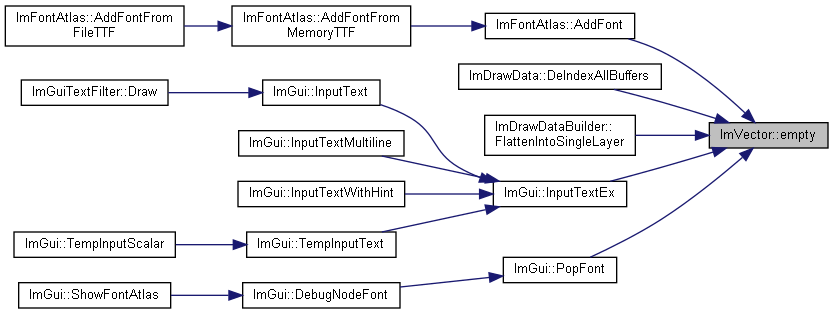 ImFontAtlas::AddFontFrom
FileTTF
ImFontAtlas::AddFontFrom
MemoryTTF
ImFontAtlas::AddFont
ImDrawData::DeIndexAllBuffers
ImGuiTextFilter::Draw
ImGui::InputText
ImDrawDataBuilder::
FlattenIntoSingleLayer
ImVector::empty
ImGui::InputTextMultiline
ImGui::InputTextWithHint
ImGui::InputTextEx
ImGui::TempInputScalar
ImGui::TempInputText
ImGui::PopFont
ImGui::ShowFontAtlas
ImGui::DebugNodeFont